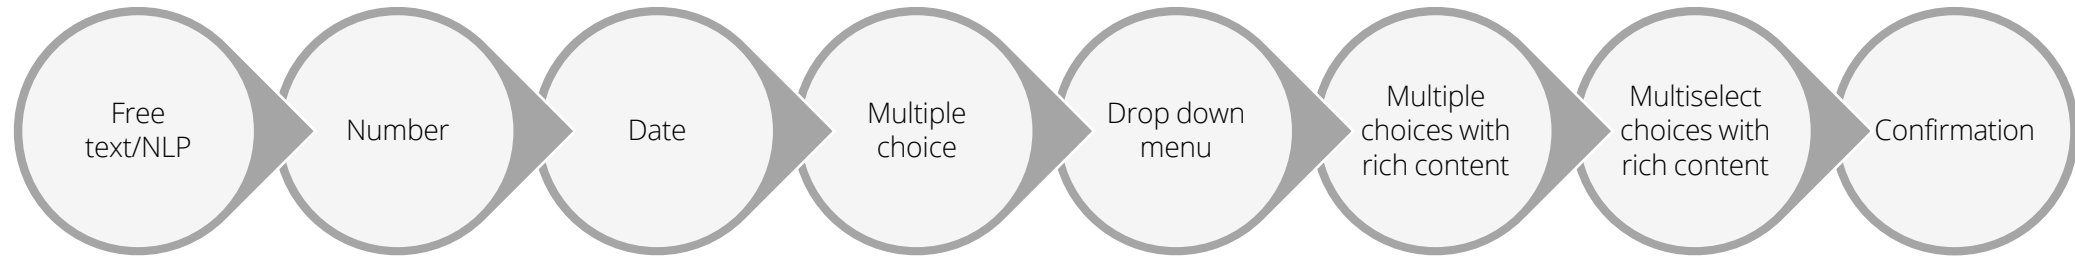 Free
text/NLP
Number
Date
Multiple
choice
Drop down
menu
Multiple
choices with
rich content
Multiselect
choices with
rich content
Confirmation